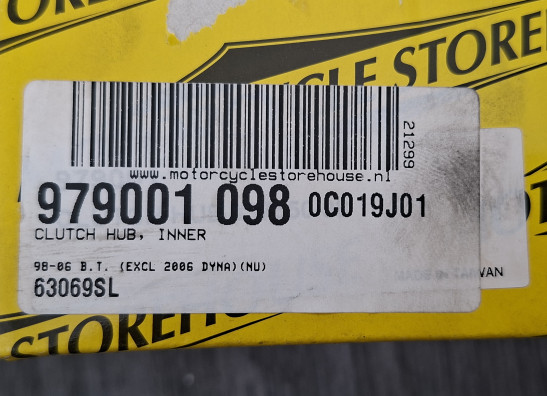 STOREH
CLE STORE
21299
www.motorcyclestorehouse.nl
979001 098 0C019J01
CLUTCH HUB, INNER
98-06 B.T. (EXCL 2006 DYNA)(NU)
63069SL
MADE IN TAIWAN
STOREHOUSE